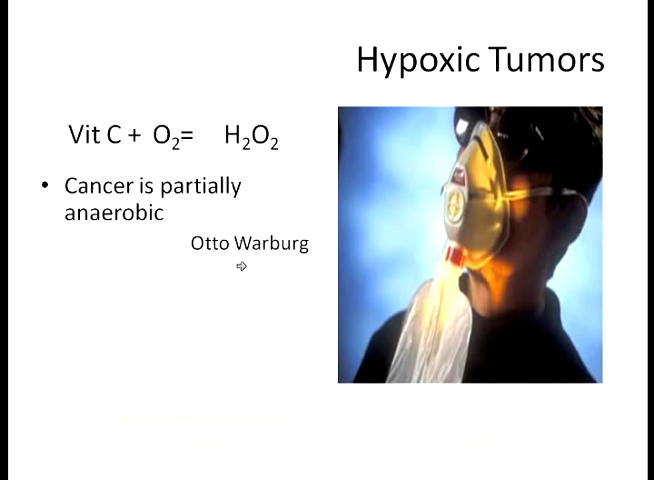 Hypoxic Tumors
Vit C + O₂= H₂O₂
• Cancer is partially
anaerobic
Otto Warburg